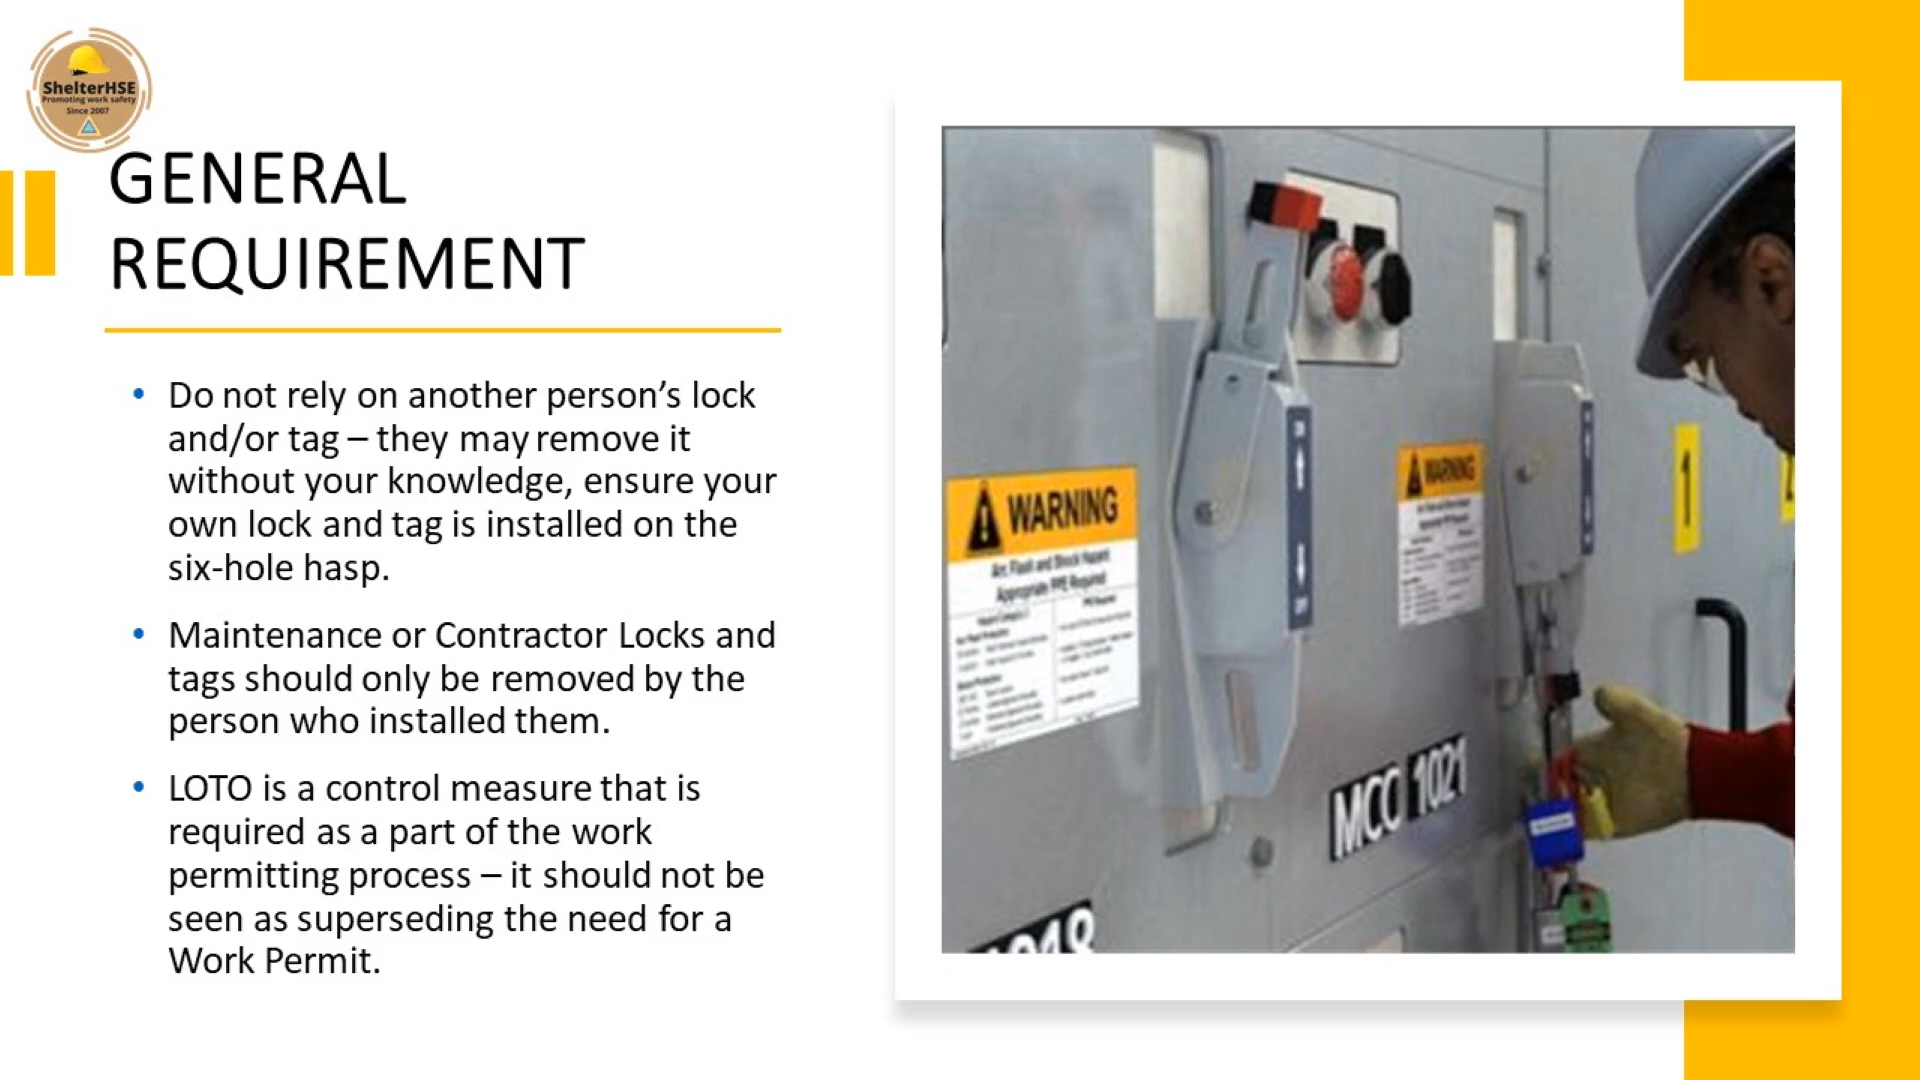 ShelterHSE
Promoting work safety
Since 2007
GENERAL
REQUIREMENT
• Do not rely on another person’s lock
and/or tag – they may remove it
without your knowledge, ensure your
own lock and tag is installed on the
six-hole hasp.
• Maintenance or Contractor Locks and
tags should only be removed by the
person who installed them.
• LOTO is a control measure that is
required as a part of the work
permitting process – it should not be
seen as superseding the need for a
Work Permit.
WARNING
Arc Flash and Shock Hazard
Appropriate PPE Required
WARNING
1
MCC 1021
1018